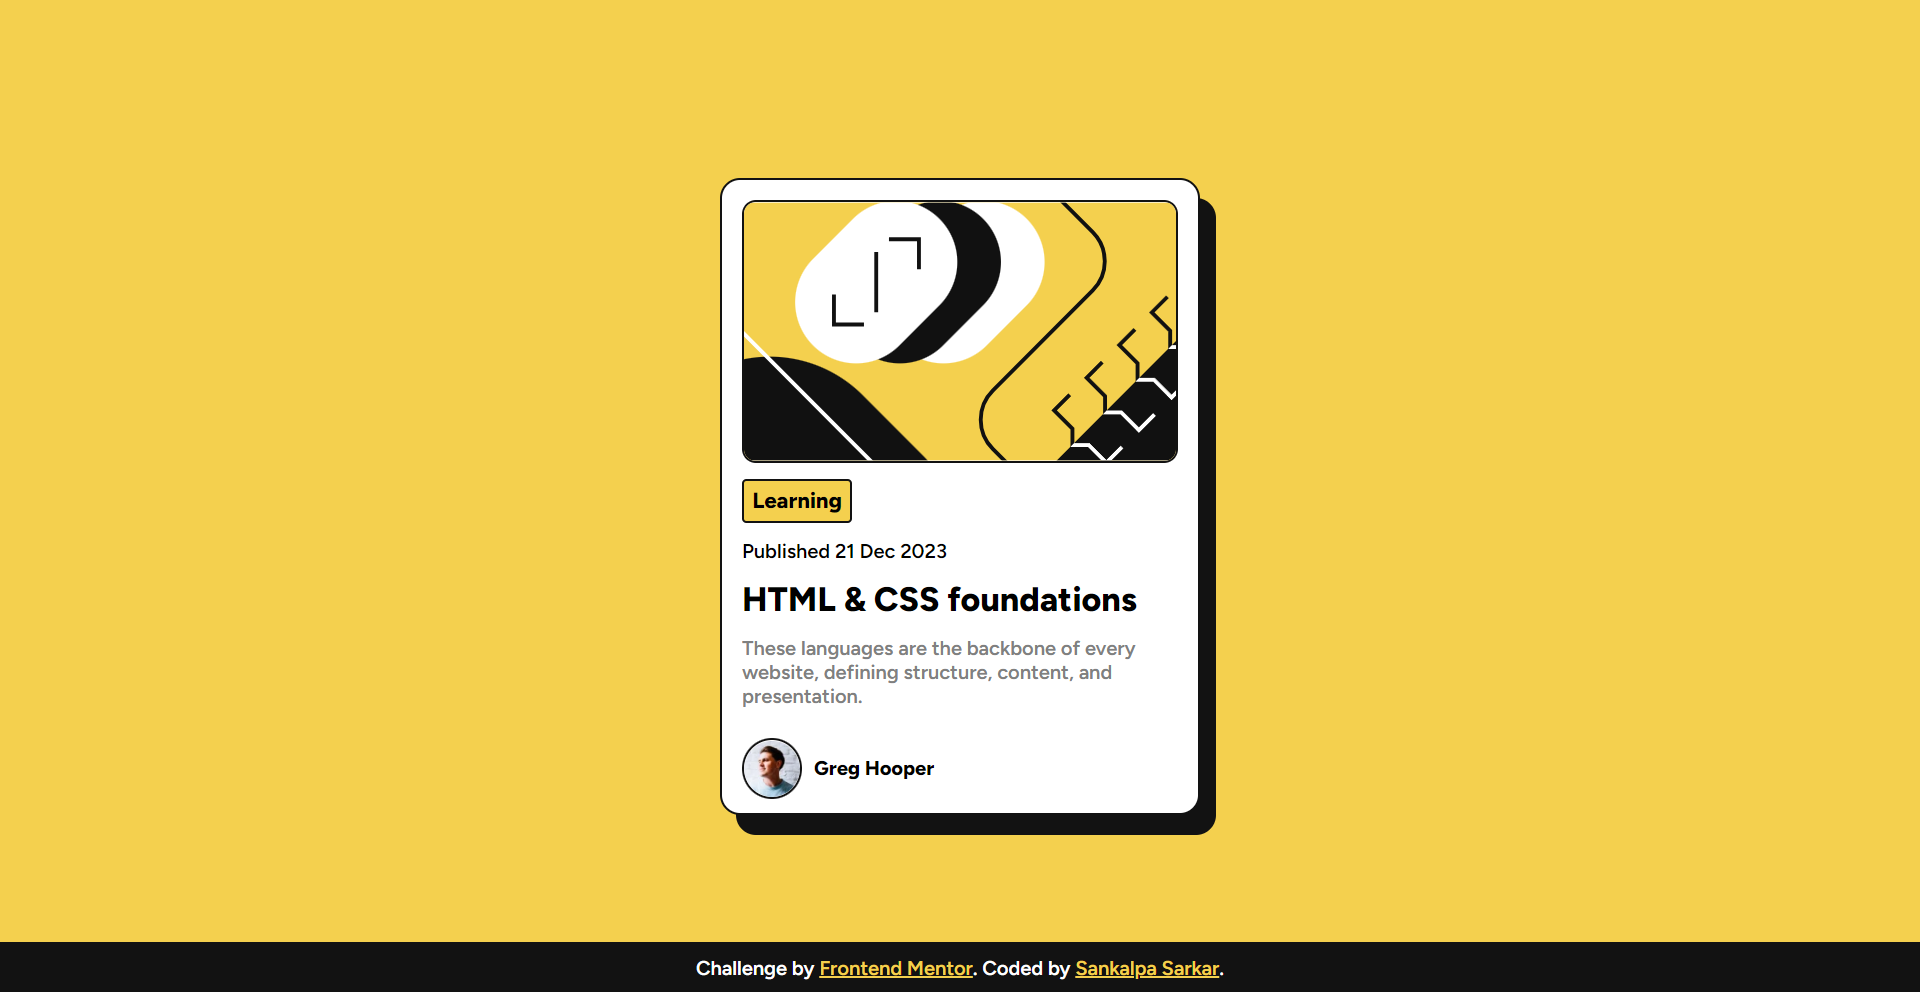 Learning
Published 21 Dec 2023
HTML & CSS foundations
These languages are the backbone of every
website, defining structure, content, and
presentation.
Greg Hooper
Challenge by Frontend Mentor. Coded by Sankalpa Sarkar.